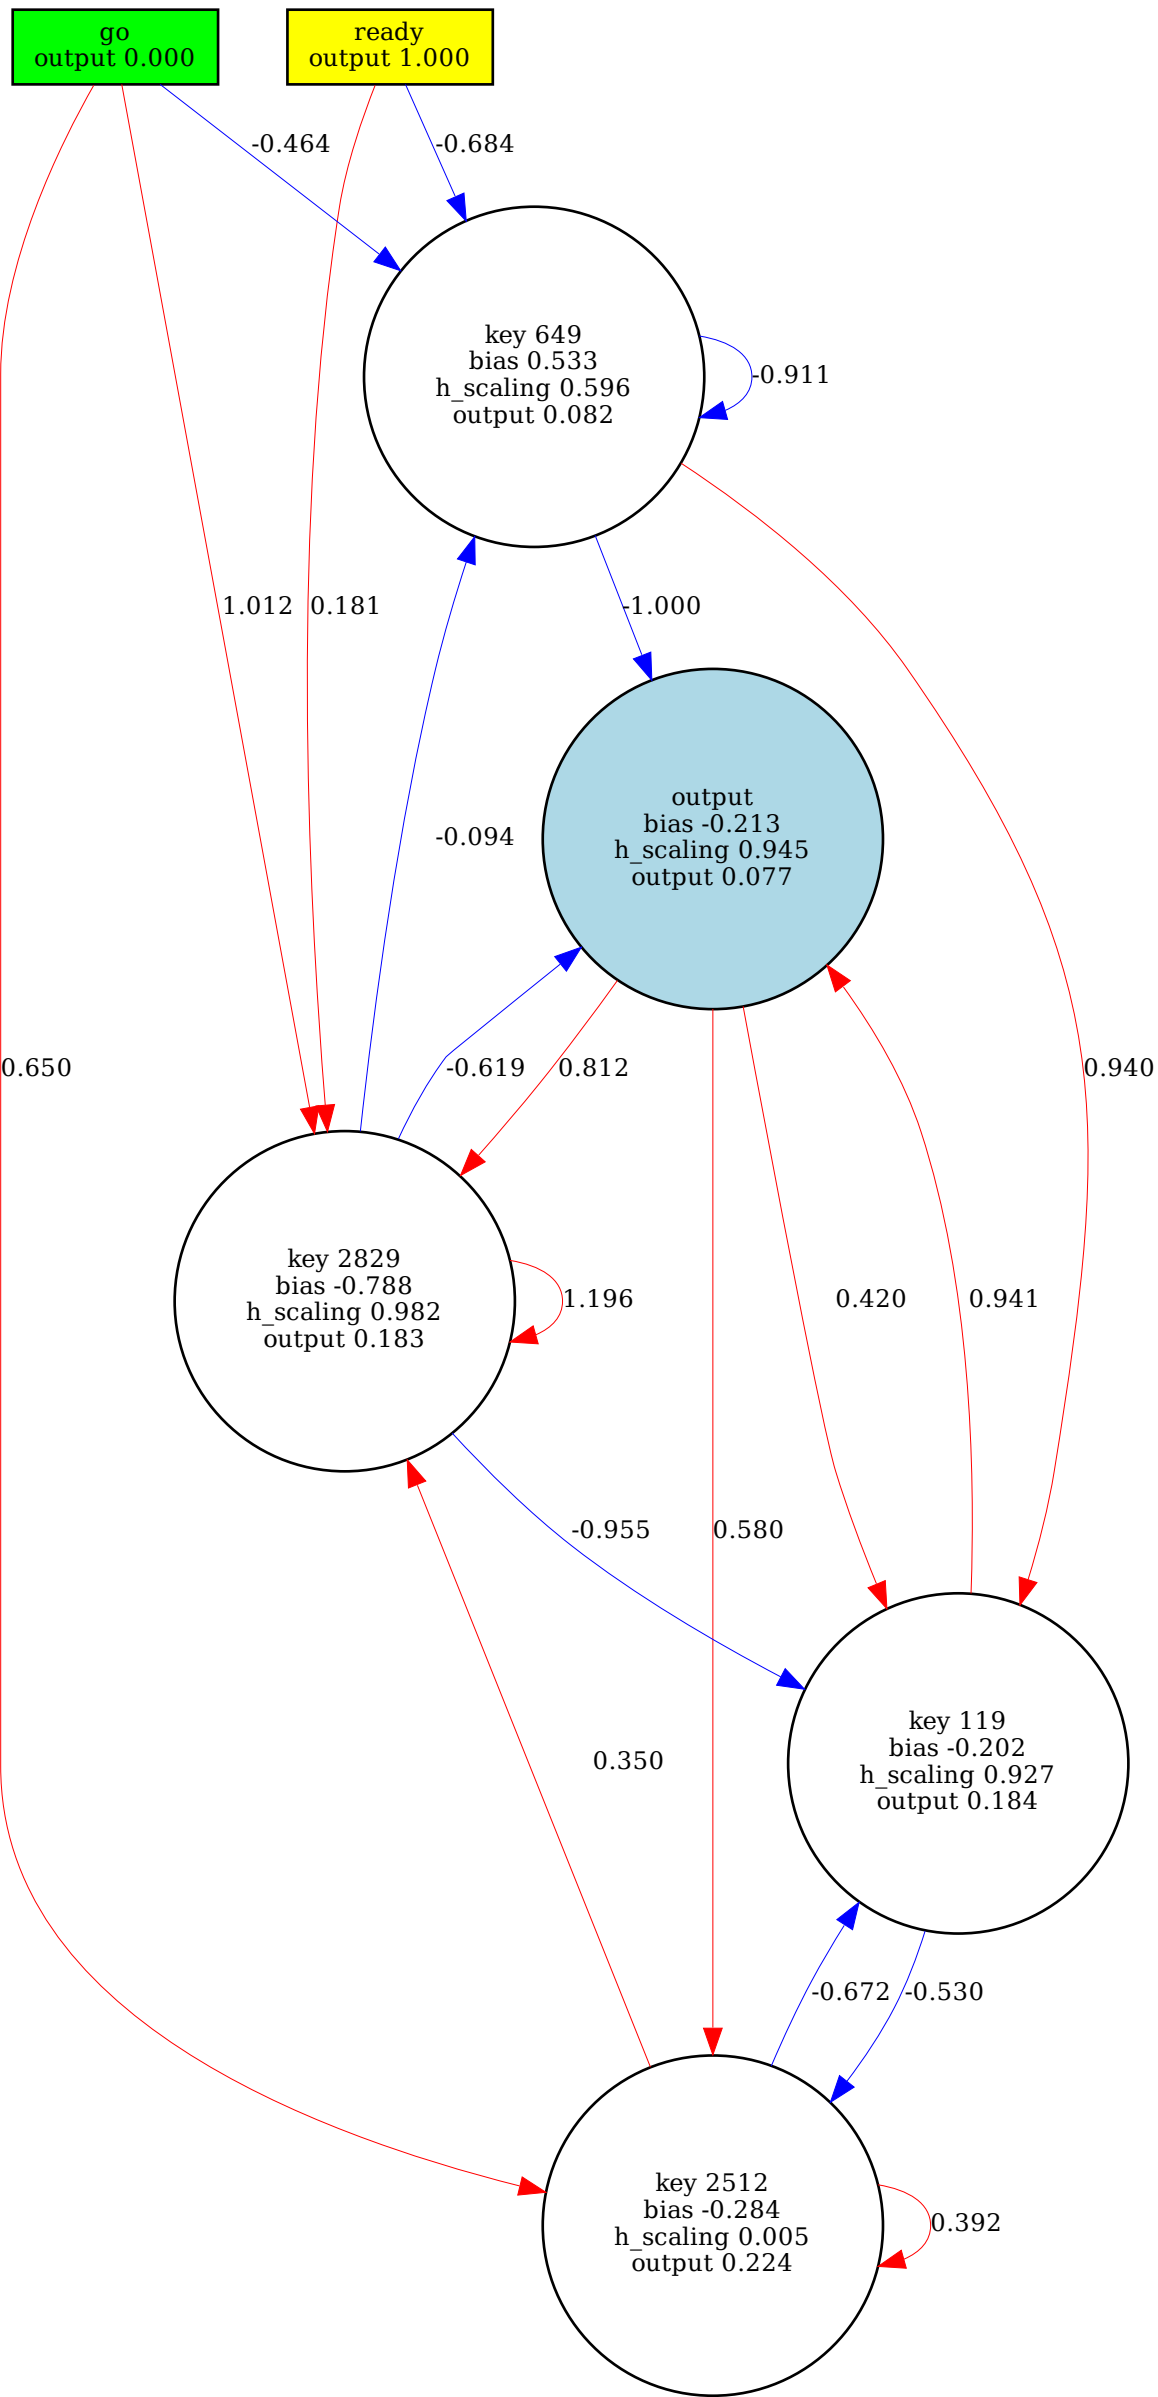 go
output 0.000
ready
output 1.000
-0.464
-0.684
key 649
bias 0.533
h_scaling 0.596
output 0.082
-0.911
1.012
0.181
-1.000
output
bias -0.213
h_scaling 0.945
output 0.077
-0.094
0.650
-0.619
0.812
0.940
key 2829
bias -0.788
h_scaling 0.982
output 0.183
1.196
0.420
0.941
-0.955
0.580
key 119
bias -0.202
h_scaling 0.927
output 0.184
0.350
-0.672
-0.530
key 2512
bias -0.284
h_scaling 0.005
output 0.224
0.392